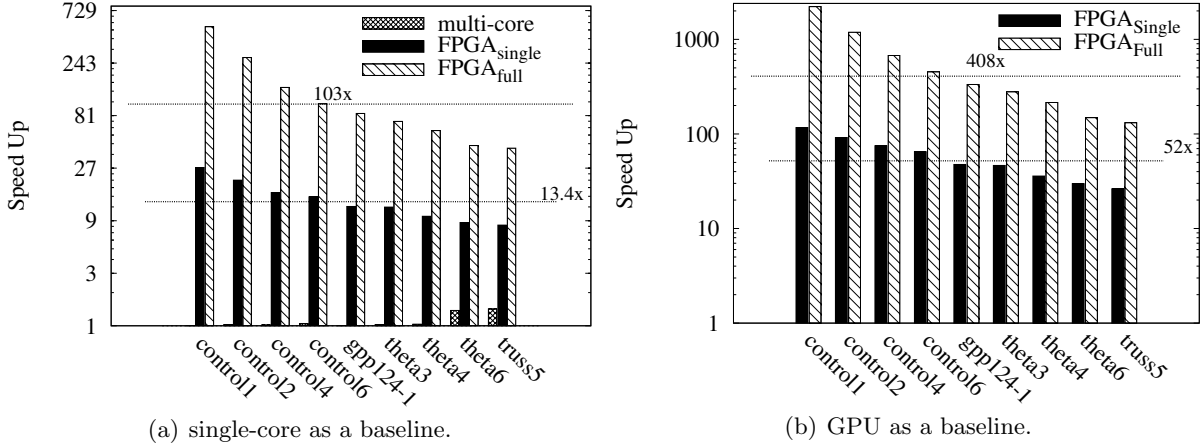 729
243
81
27
9
3
1
Speed Up
multi-core
FPGA_single
FPGA_full
103x
13.4x
control1
control2
control4
control6
gpp124-1
theta3
theta4
theta6
truss5
(a) single-core as a baseline.
1000
100
10
1
Speed Up
FPGA_Single
FPGA_Full
408x
52x
control1
control2
control4
control6
gpp124-1
theta3
theta4
theta6
truss5
(b) GPU as a baseline.